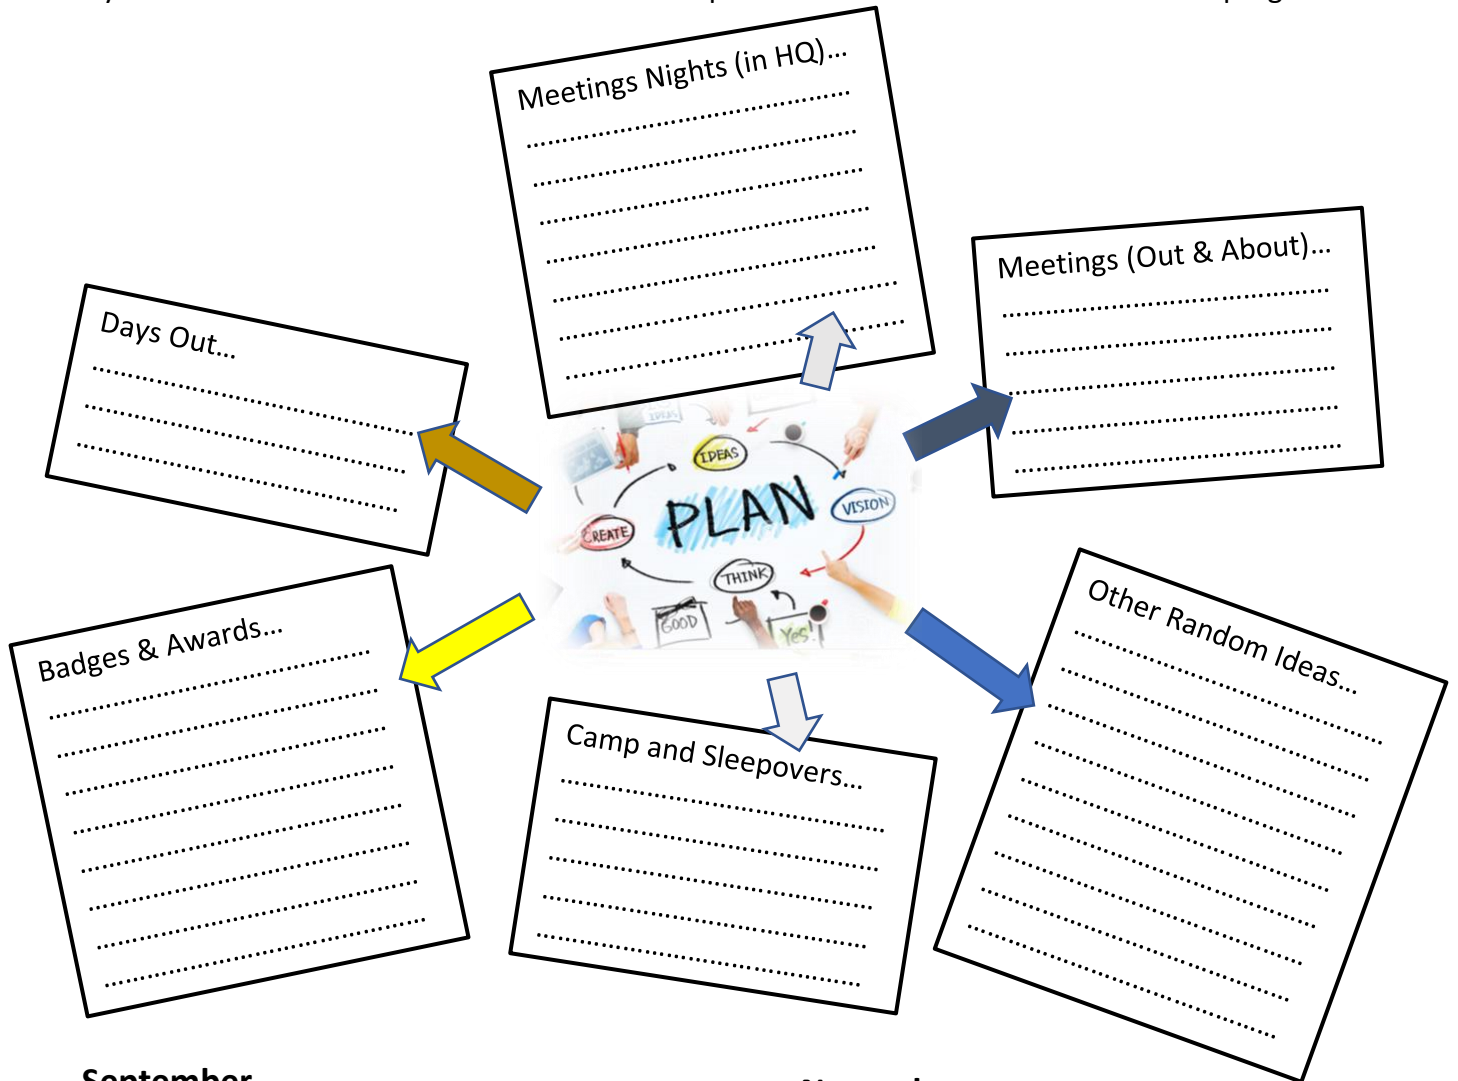 Meetings Nights (in HQ)...
.............................................
.............................................
.............................................
.............................................
.............................................
...............................................
...............................................
Meetings (Out & About)...
.............................................
.............................................
.............................................
.............................................
.............................................
Days Out...
.............................................
.............................................
.............................................
IDEAS
PLAN
VISION
CREATE
THINK
GOOD
Yes!
Badges & Awards...
.............................................
.............................................
.............................................
.............................................
.............................................
.............................................
.............................................
.............................................
Other Random Ideas...
.............................................
.............................................
.............................................
.............................................
.............................................
.............................................
.............................................
.............................................
.............................................
Camp and Sleepovers...
.............................................
.............................................
.............................................
.............................................
.............................................
September